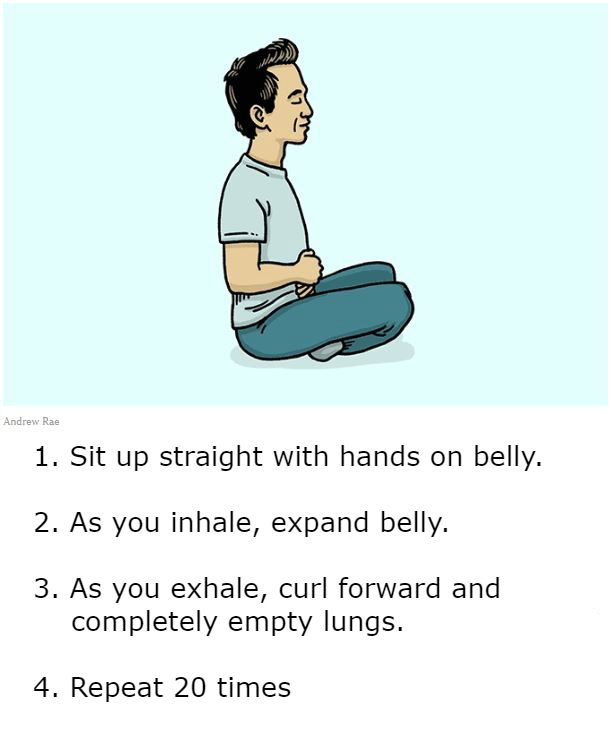 Andrew Rae
1. Sit up straight with hands on belly.
2. As you inhale, expand belly.
3. As you exhale, curl forward and
completely empty lungs.
4. Repeat 20 times